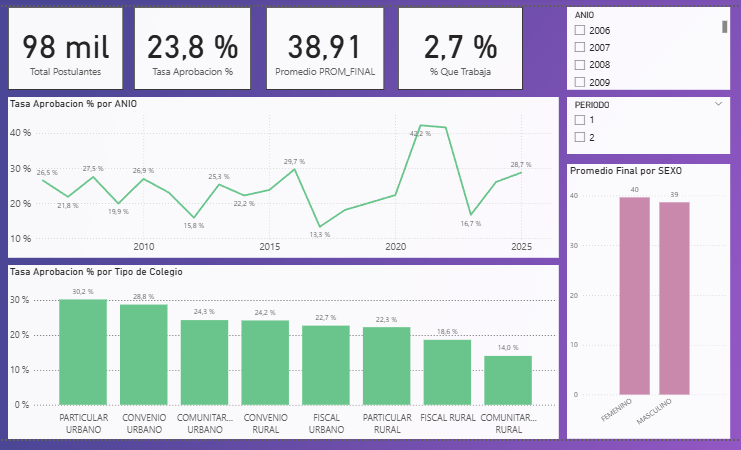 98 mil
Total Postulantes
23,8 %
Tasa Aprobacion %
38,91
Promedio PROM_FINAL
2,7 %
% Que Trabaja
ANIO
2006
2007
2008
2009
PERIODO
1
2
Tasa Aprobacion % por ANIO
40 %
30 %
20 %
10 %
26,5 %
21,8 %
27,5 %
19,9 %
26,9 %
15,8 %
25,3 %
22,2 %
29,7 %
13,3 %
42,2 %
16,7 %
28,7 %
2010
2015
2020
2025
Tasa Aprobacion % por Tipo de Colegio
30 %
20 %
10 %
0 %
30,2 %
28,8 %
24,3 %
24,2 %
22,7 %
22,3 %
18,6 %
14,0 %
PARTICULAR
URBANO
CONVENIO
URBANO
COMUNITAR...
URBANO
CONVENIO
RURAL
FISCAL
URBANO
PARTICULAR
RURAL
FISCAL RURAL
COMUNITAR...
RURAL
Promedio Final por SEXO
40
30
20
10
0
40
39
FEMENINO
MASCULINO